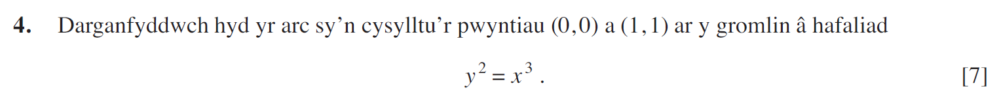 4. Darganfyddwch hyd yr arc sy’n cysylltu’r pwyntiau (0,0) a (1,1) ar y gromlin â hafaliad
y² = x³ . [7]